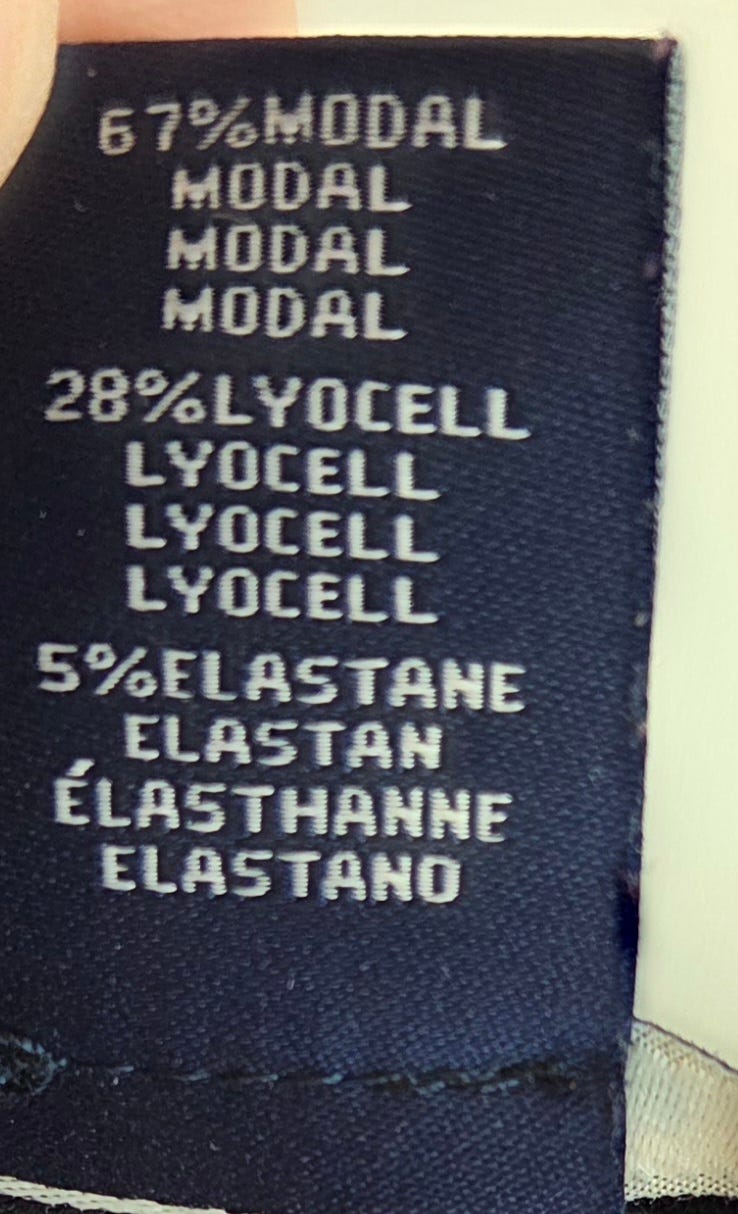 67%MODAL
MODAL
MODAL
MODAL
28%LYOCELL
LYOCELL
LYOCELL
LYOCELL
5%ELASTANE
ELASTAN
ÉLASTHANNE
ELASTANO